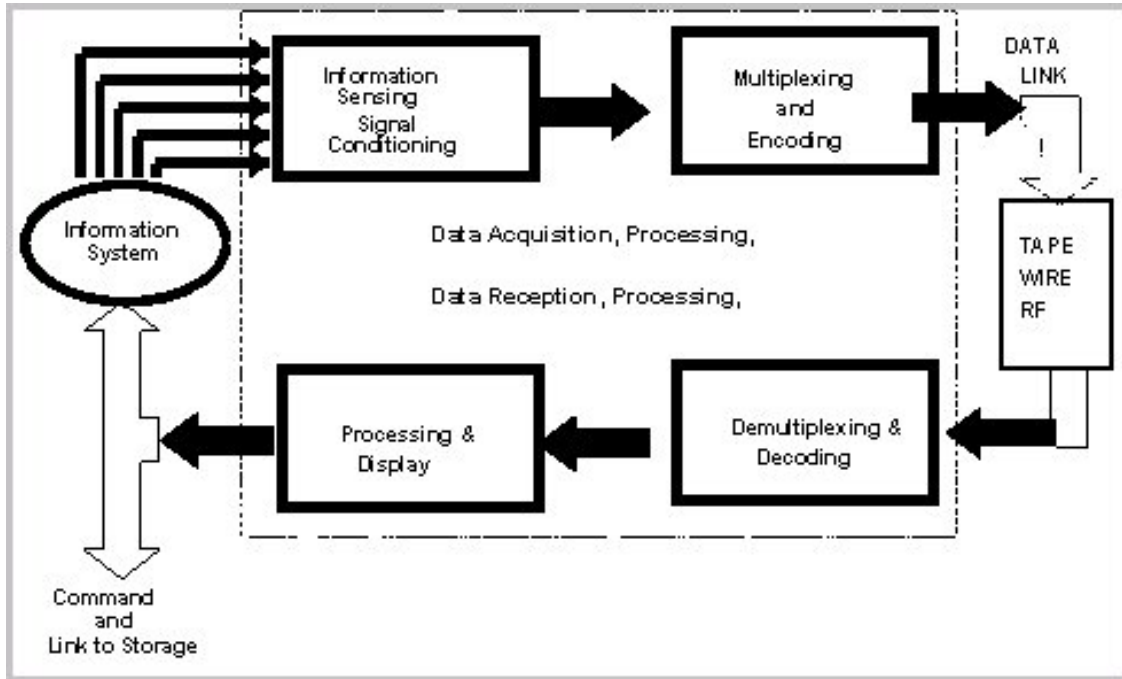 Information
Sensing
Signal
Conditioning
Multiplexing
and
Encoding
DATA
LINK
!
Information
System
Data Acquisition, Processing,
Data Reception, Processing,
TAPE
WIRE
RF
Processing &
Display
Demultiplexing &
Decoding
Command
and
Link to Storage